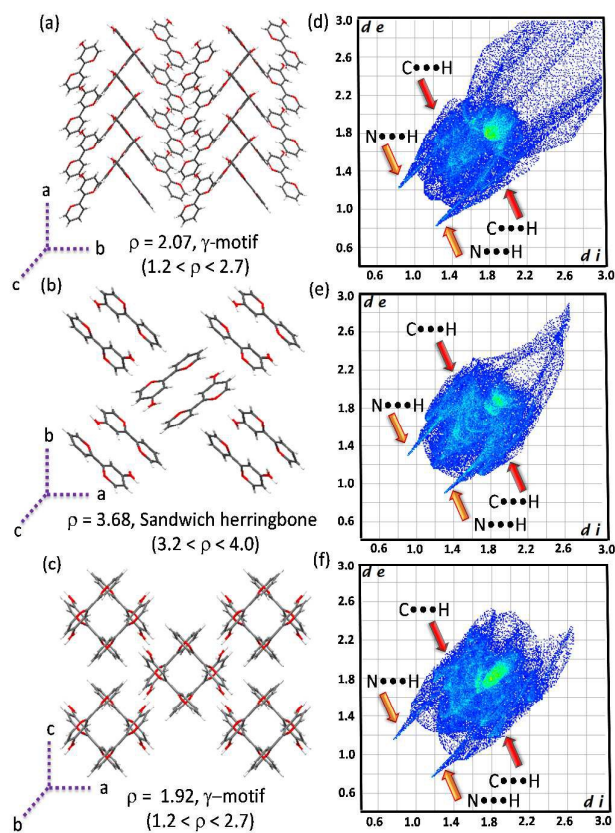 (a)
a
b
c
ρ = 2.07, γ-motif
(1.2 < ρ < 2.7)
(b)
b
a
c
ρ = 3.68, Sandwich herringbone
(3.2 < ρ < 4.0)
(c)
c
a
b
ρ = 1.92, γ–motif
(1.2 < ρ < 2.7)
(d)
3.0
d e
2.6
2.2
1.8
1.4
1.0
0.6
C•••H
N•••H
C•••H
N•••H
d i
0.6 1.0 1.4 1.8 2.2 2.6 3.0
(e)
3.0
d e
2.6
2.2
1.8
1.4
1.0
0.6
C•••H
N•••H
C•••H
N•••H
d i
0.6 1.0 1.4 1.8 2.2 2.6 3.0
(f)
3.0
d e
2.6
2.2
1.8
1.4
1.0
0.6
C•••H
N•••H
C•••H
N•••H
d i
0.6 1.0 1.4 1.8 2.2 2.6 3.0